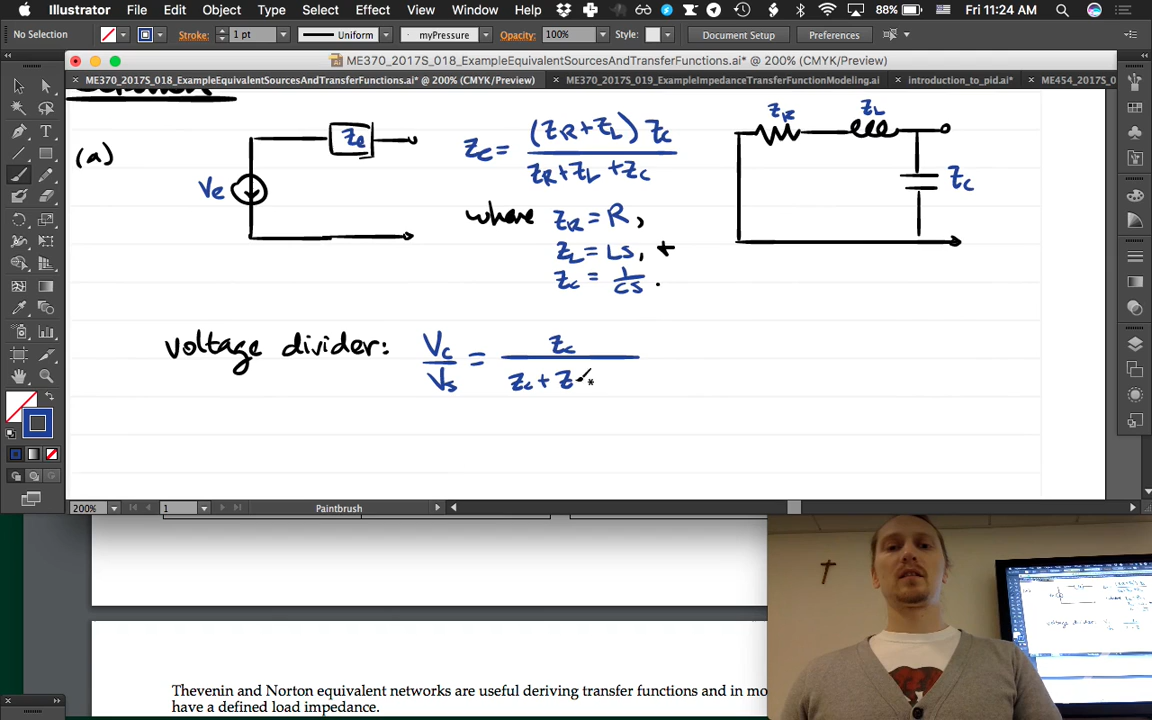 Illustrator File Edit Object Type Select Effect View Window Help 88% Fri 11:24 AM
No Selection Stroke: 1 pt Uniform myPressure Opacity: 100% Style: Document Setup Preferences
ME370_2017S_018_ExampleEquivalentSourcesAndTransferFunctions.ai* @ 200% (CMYK/Preview)
ME370_2017S_018_ExampleEquivalentSourcesAndTransferFunctions.ai* @ 200% (CMYK/Preview) ME370_2017S_019_ExampleImpedanceTransferFunctionModeling.ai* introduction_to_pid.ai* ME454_2017S_0
(a)
Ve
Ze
Ze = (ZR+ZL) Zc / ZR+ZL+Zc
where ZR = R,
ZL = LS, +
Zc = 1/CS .
ZR ZL
Zc
voltage divider: Vc/Vs = Zc / Zc+Z
200% 1 Paintbrush
Thevenin and Norton equivalent networks are useful deriving transfer functions and in mo
have a defined load impedance.